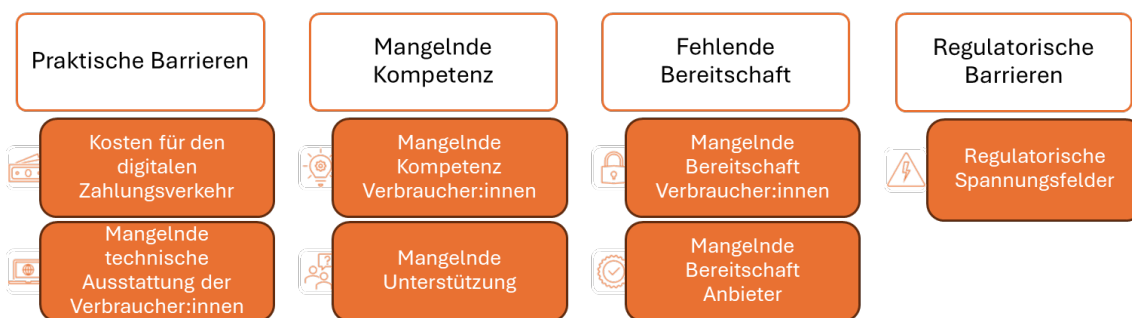 Praktische Barrieren
Kosten für den
digitalen
Zahlungsverkehr
Mangelnde
technische
Ausstattung der
Verbraucher:innen
Mangelnde
Kompetenz
Mangelnde
Kompetenz
Verbraucher:innen
Mangelnde
Unterstützung
Fehlende
Bereitschaft
Mangelnde
Bereitschaft
Verbraucher:innen
Mangelnde
Bereitschaft
Anbieter
Regulatorische
Barrieren
Regulatorische
Spannungsfelder